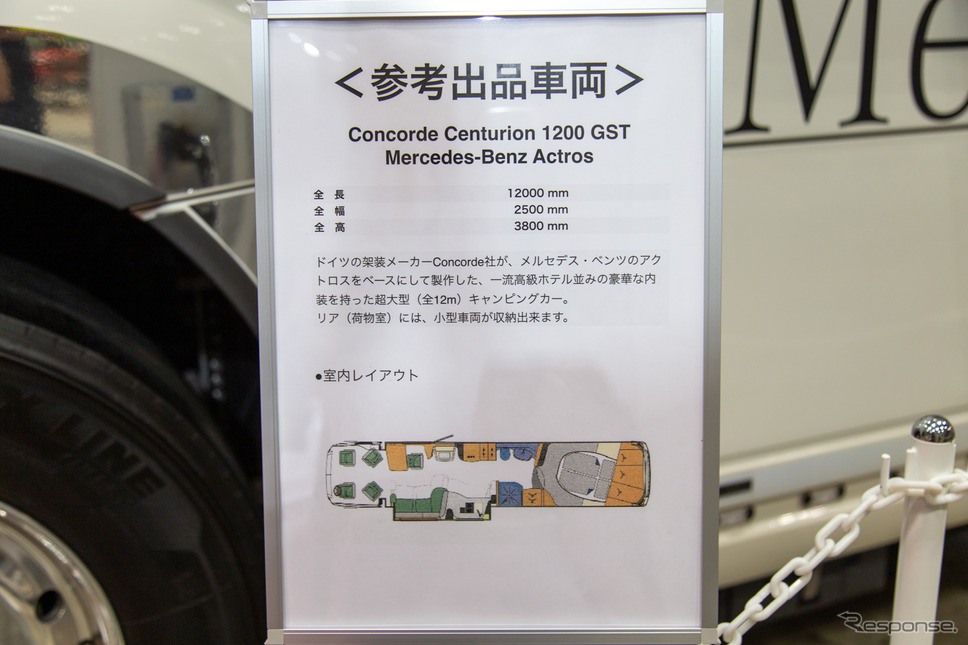 Me
<参考出品車両>
Concorde Centurion 1200 GST
Mercedes-Benz Actros
全 長 12000 mm
全 幅 2500 mm
全 高 3800 mm
ドイツの架装メーカーConcorde社が、メルセデス・ベンツのアク
トロスをベースにして製作した、一流高級ホテル並みの豪華な内
装を持った超大型（全12m）キャンピングカー。
リア（荷物室）には、小型車両が収納出来ます。
●室内レイアウト
LINE
Response.